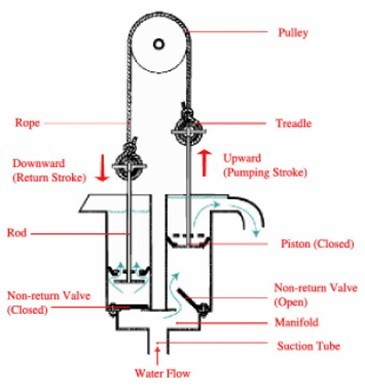 Pulley
Rope
Treadle
Downward
(Return Stroke)
Upward
(Pumping Stroke)
Rod
Piston (Closed)
Non-return Valve
(Closed)
Non-return Valve
(Open)
Manifold
Suction Tube
Water Flow